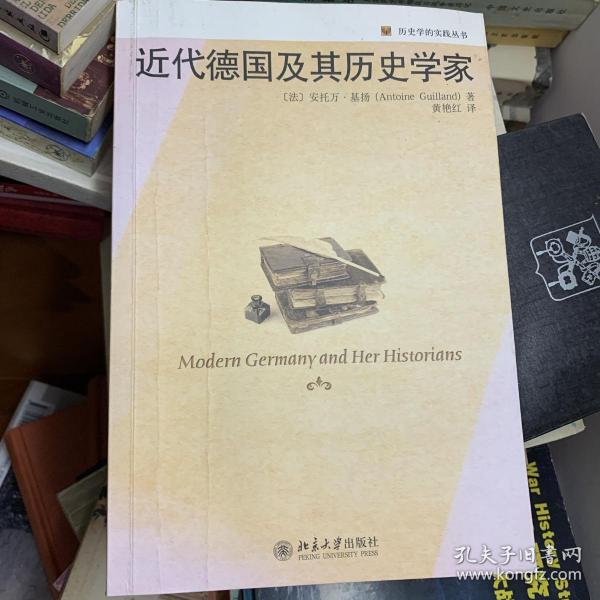 历史学的实践丛书
近代德国及其历史学家
〔法〕安托万·基扬 (Antoine Guilland) 著
黄艳红 译
Modern Germany and Her Historians
北京大学出版社
PEKING UNIVERSITY PRESS
War Histo
孔夫子旧书网
www.kongfz.com